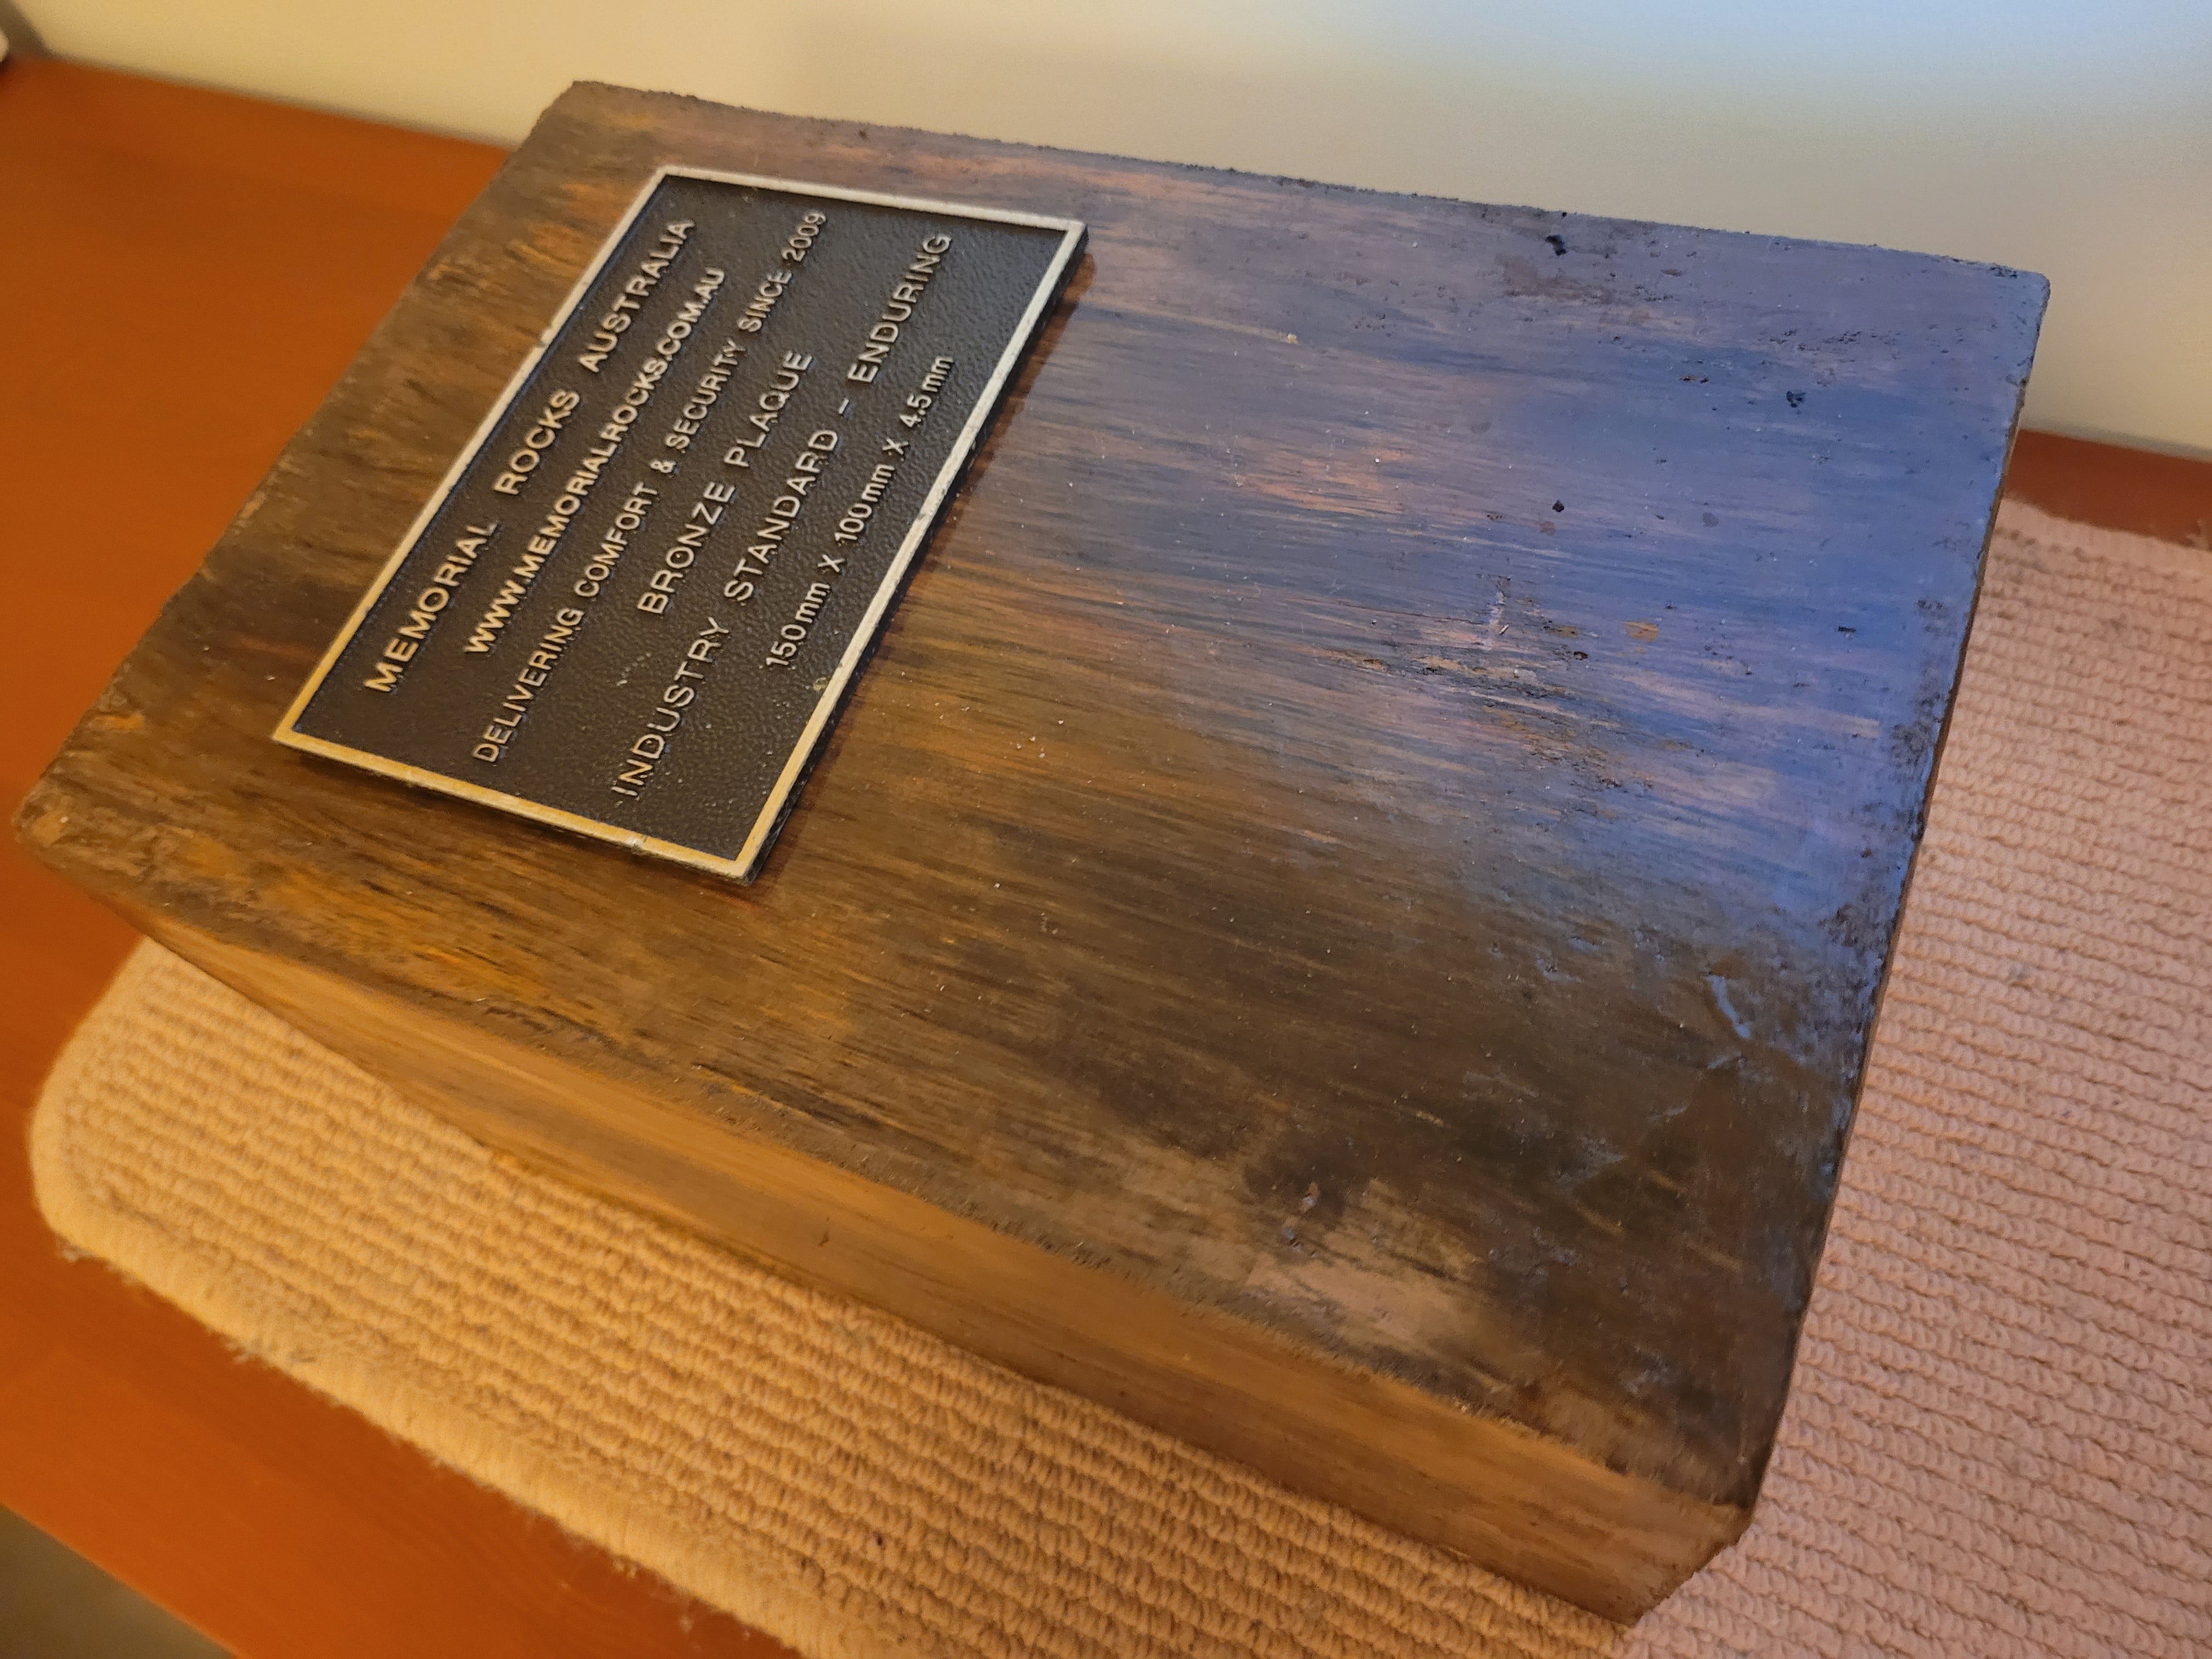 MEMORIAL ROCKS AUSTRALIA
WWW.MEMORIALROCKS.COM.AU
DELIVERING COMFORT & SECURITY SINCE 2009
BRONZE PLAQUE
INDUSTRY STANDARD - ENDURING
150mm X 100mm X 4.5mm